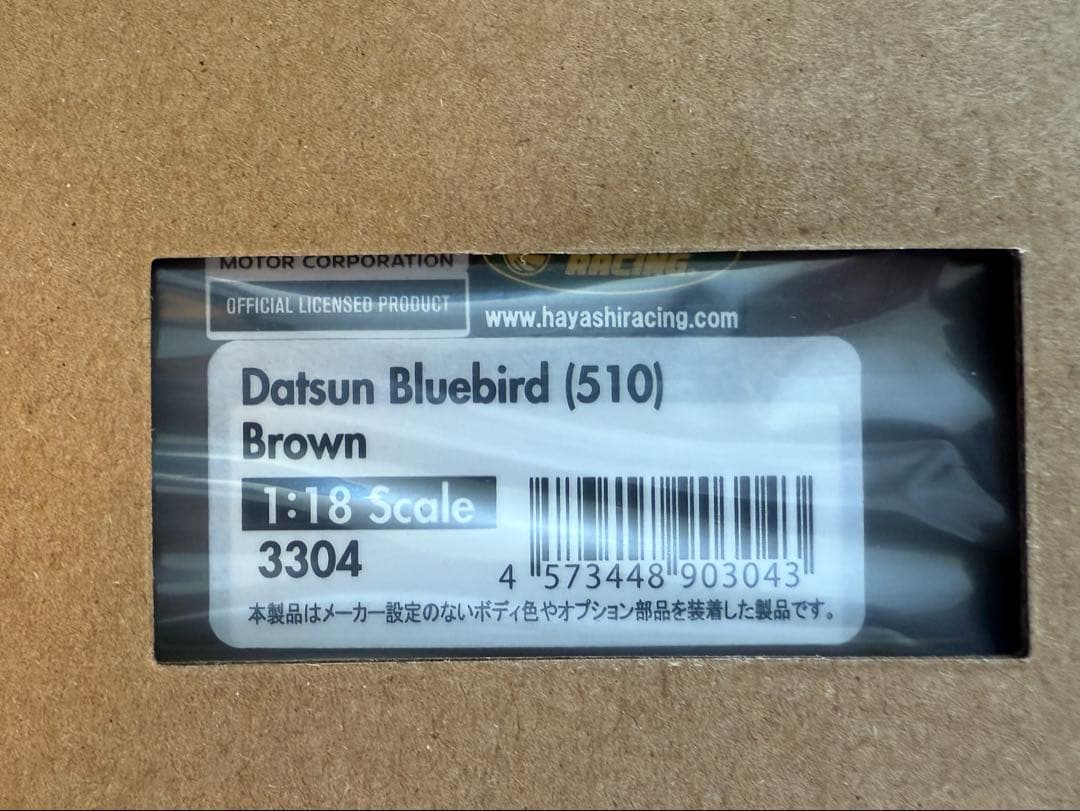 MOTOR CORPORATION
OFFICIAL LICENSED PRODUCT
RACING
www.hayashiracing.com
Datsun Bluebird (510)
Brown
1:18 Scale
3304
4 573448 903043
本製品はメーカー設定のないボディ色やオプション部品を装着した製品です。